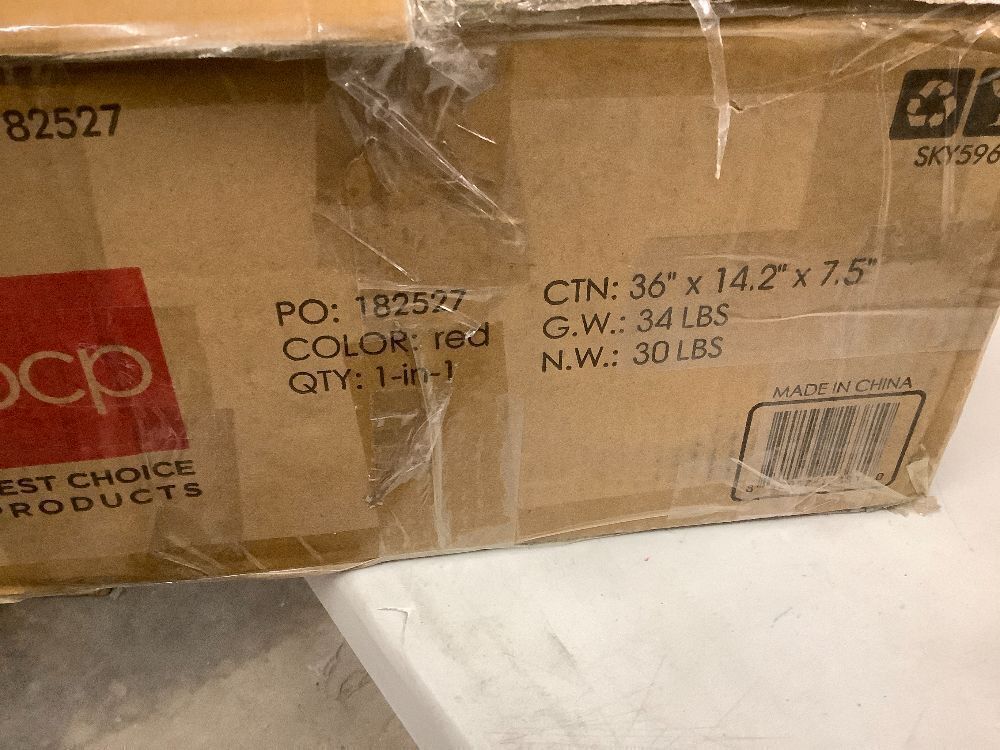 82527
SKY596
bcp
EST CHOICE
PRODUCTS
PO: 182527
COLOR: red
QTY: 1-in-1
CTN: 36" x 14.2" x 7.5"
G.W.: 34 LBS
N.W.: 30 LBS
MADE IN CHINA